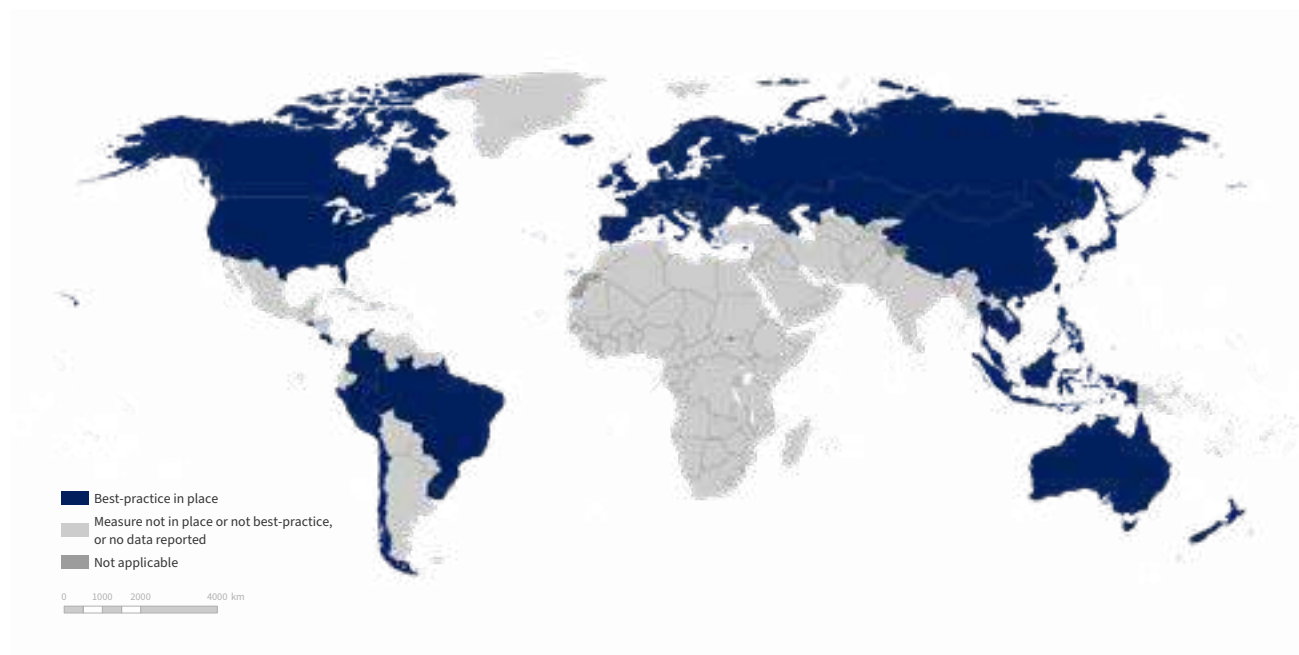 Best-practice in place
Measure not in place or not best-practice,
or no data reported
Not applicable
0 1000 2000 4000 km